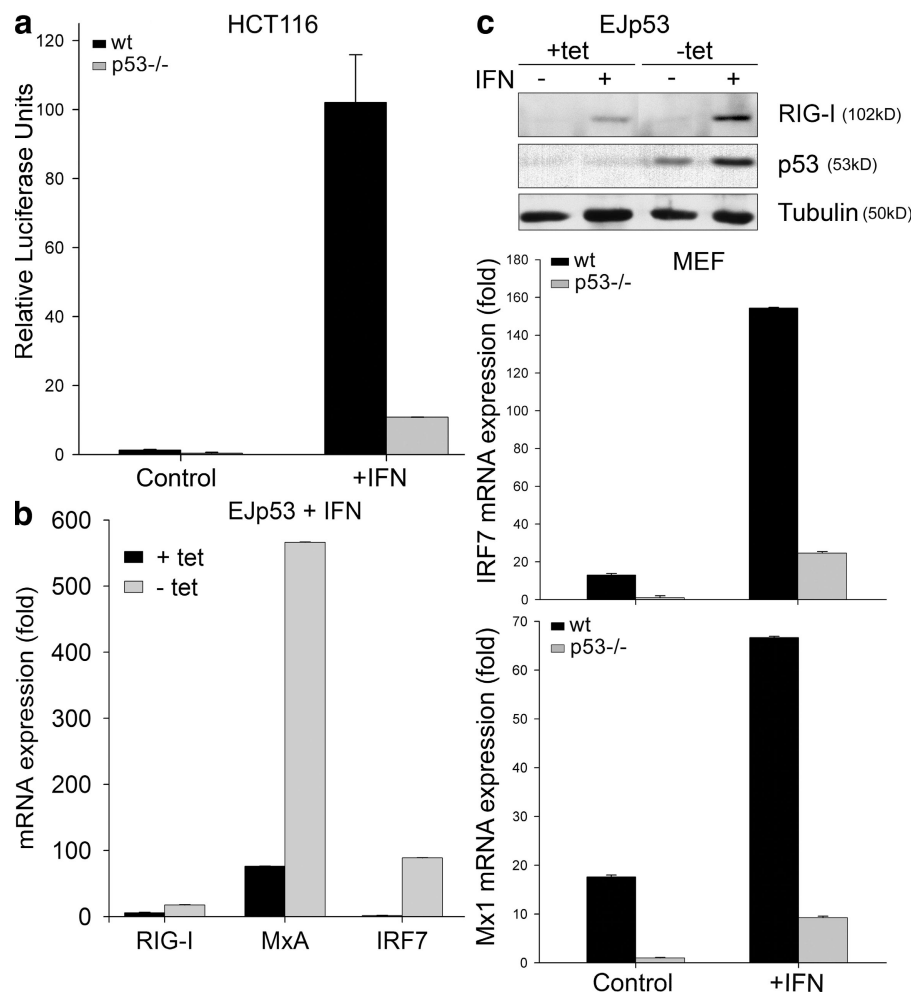 a
HCT116
wt
p53-/-
Relative Luciferase Units
120
100
80
60
40
20
0
Control
+IFN
b
EJp53 + IFN
+ tet
- tet
mRNA expression (fold)
600
500
400
300
200
100
0
RIG-I
MxA
IRF7
c
EJp53
+tet -tet
IFN - + - +
RIG-I (102kD)
p53 (53kD)
Tubulin (50kD)
MEF
wt
p53-/-
IRF7 mRNA expression (fold)
180
160
140
120
100
80
60
40
20
0
wt
p53-/-
Mx1 mRNA expression (fold)
70
60
50
40
30
20
10
0
Control
+IFN